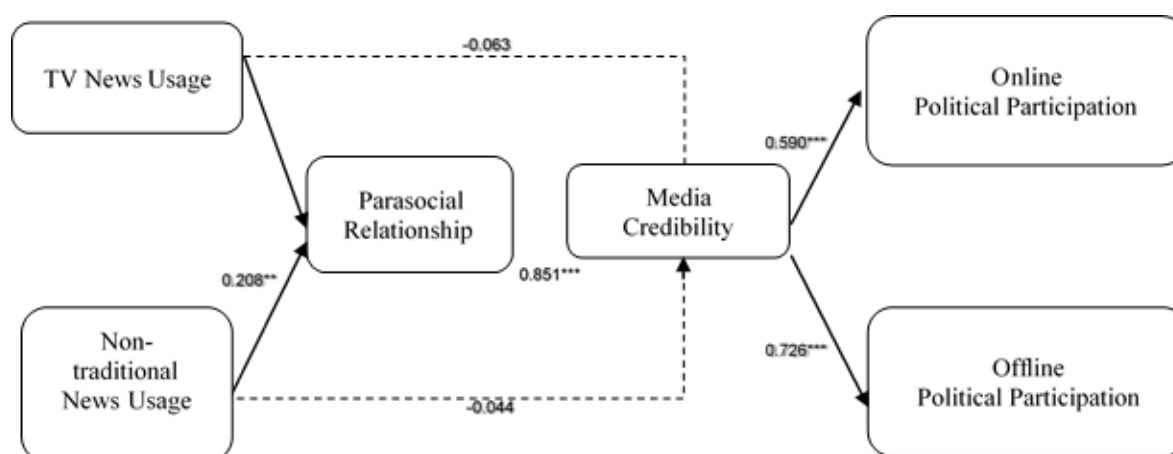 -0.063
TV News Usage
Online
Political Participation
0.590***
Parasocial
Relationship
Media
Credibility
0.208**
0.851***
Non-
traditional
News Usage
-0.044
0.726***
Offline
Political Participation